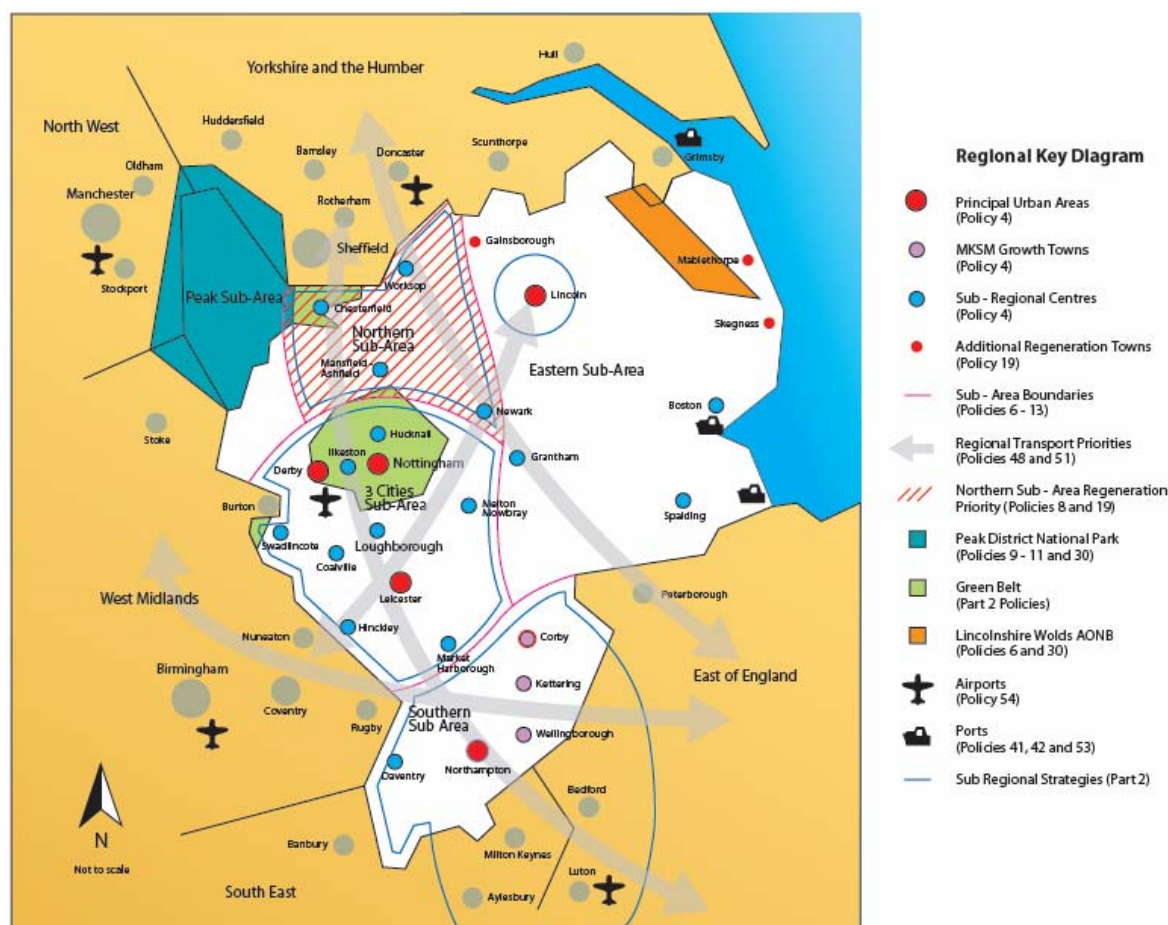 Hull
Yorkshire and the Humber
North West
Huddersfield
Oldham
Barnsley
Doncaster
Scunthorpe
Grimsby
Manchester
Rotherham
Sheffield
Gainsborough
Mablethorpe
Stockport
Peak Sub-Area
Worksop
Lincoln
Chesterfield
Northern
Sub-Area
Skegness
Mansfield -
Ashfield
Eastern Sub-Area
Newark
Boston
Stoke
Hucknall
Ilkeston
Derby
Nottingham
Grantham
3 Cities
Sub-Area
Burton
Melton
Mowbray
Spalding
Swadlincote
Loughborough
Coalville
Leicester
West Midlands
Peterborough
Hinckley
Nuneaton
Corby
Market
Harborough
Birmingham
Kettering
East of England
Coventry
Rugby
Southern
Sub Area
Wellingborough
Northampton
Daventry
Bedford
N
Not to scale
Banbury
Milton Keynes
Luton
South East
Aylesbury
Regional Key Diagram
Principal Urban Areas
(Policy 4)
MKSM Growth Towns
(Policy 4)
Sub - Regional Centres
(Policy 4)
Additional Regeneration Towns
(Policy 19)
Sub - Area Boundaries
(Policies 6 - 13)
Regional Transport Priorities
(Policies 48 and 51)
Northern Sub - Area Regeneration
Priority (Policies 8 and 19)
Peak District National Park
(Policies 9 - 11 and 30)
Green Belt
(Part 2 Policies)
Lincolnshire Wolds AONB
(Policies 6 and 30)
Airports
(Policy 54)
Ports
(Policies 41, 42 and 53)
Sub Regional Strategies (Part 2)